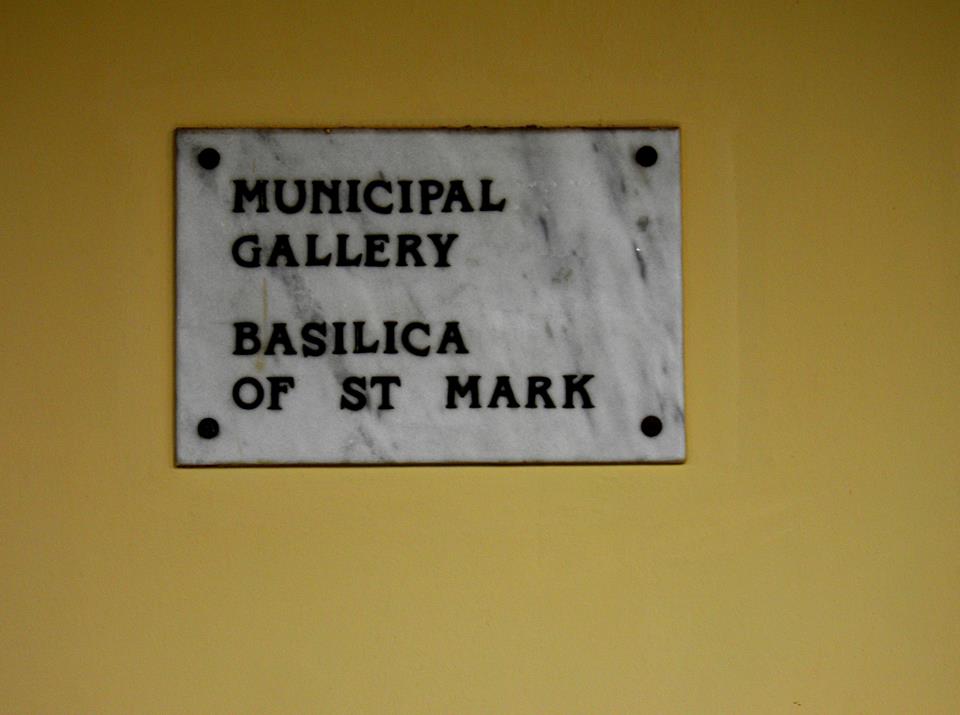 MUNICIPAL
GALLERY
BASILICA
OF ST MARK